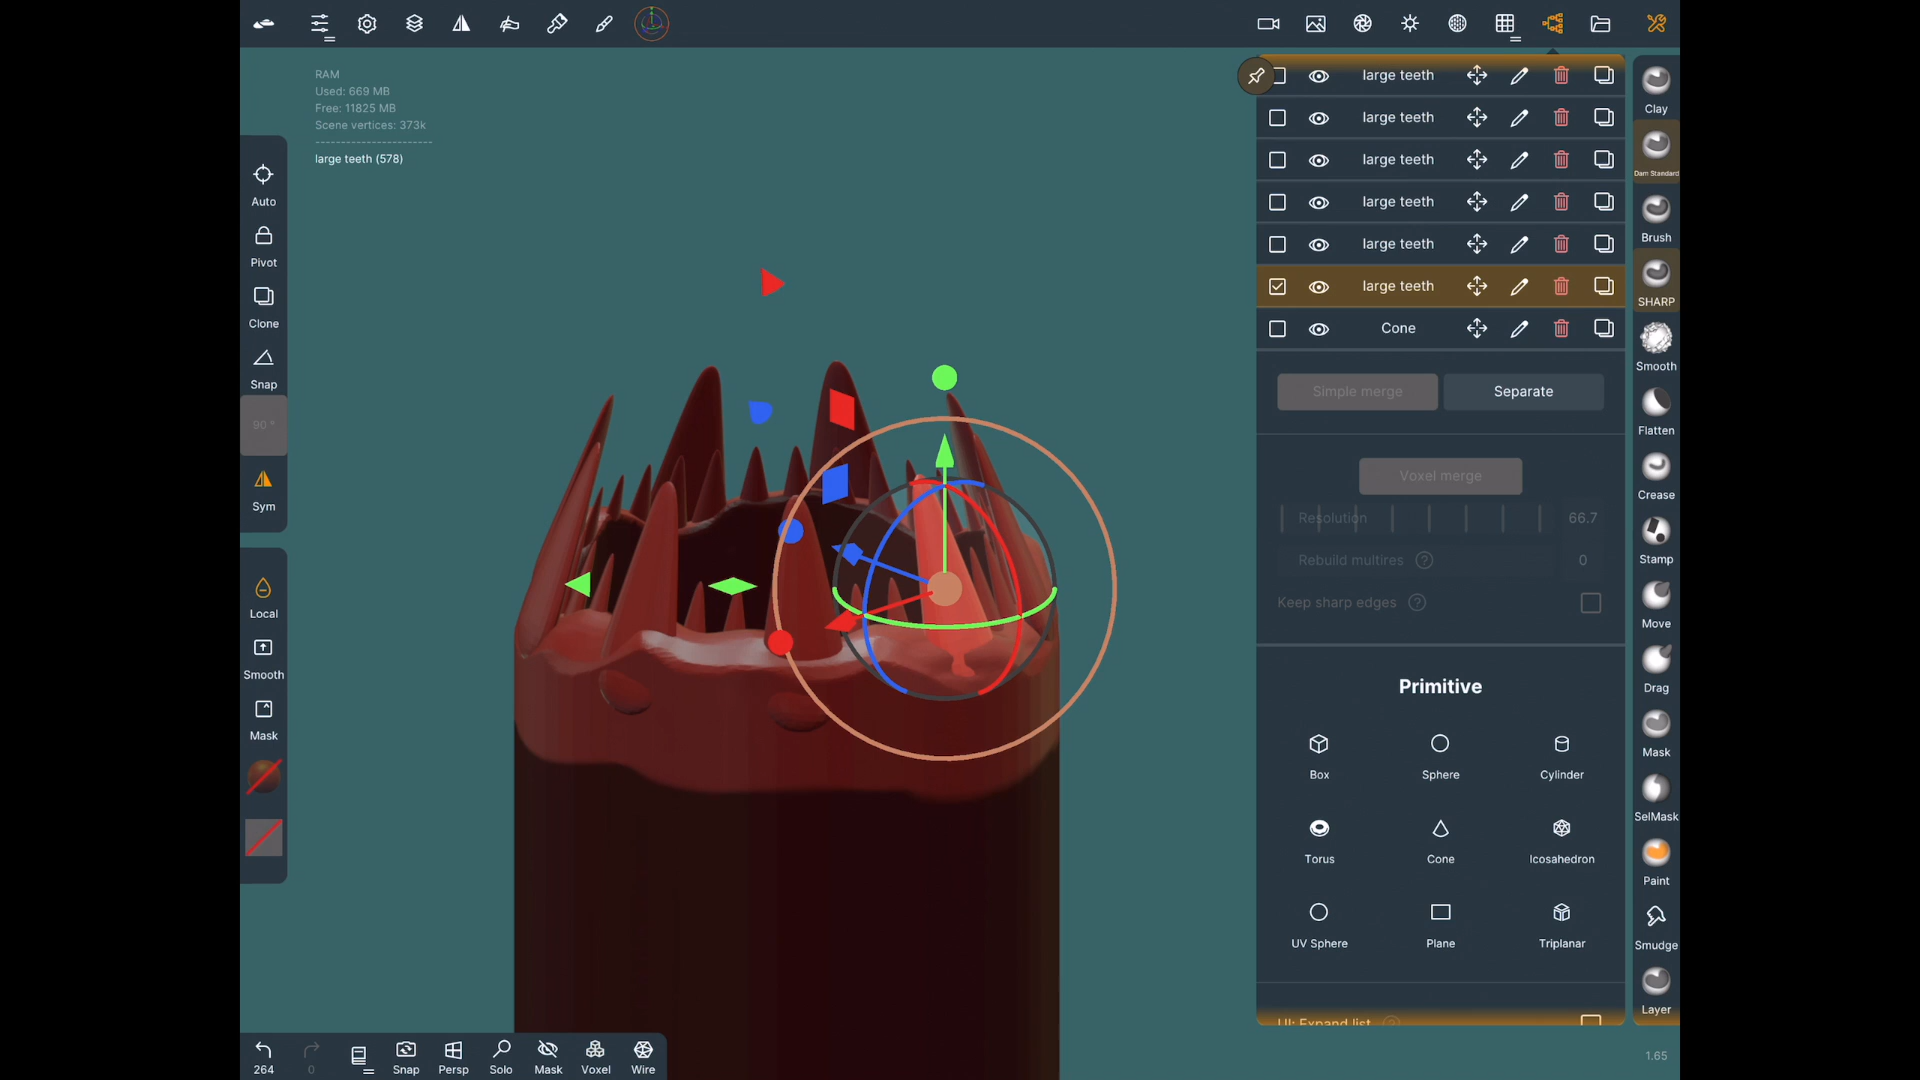 RAM
Used: 669 MB
Free: 11825 MB
Scene vertices: 373k
----------------------
large teeth (578)
Auto
Pivot
Clone
Snap
90 °
Sym
Local
Smooth
Mask
264
0
Snap
Persp
Solo
Mask
Voxel
Wire
large teeth
large teeth
large teeth
large teeth
large teeth
large teeth
Cone
Simple merge
Separate
Voxel merge
Resolution 66.7
Rebuild multires ? 0
Keep sharp edges ?
Primitive
Box
Sphere
Cylinder
Torus
Cone
Icosahedron
UV Sphere
Plane
Triplanar
UI: Expand list ?
Clay
Dam Standard
Brush
SHARP
Smooth
Flatten
Crease
Stamp
Move
Drag
Mask
SelMask
Paint
Smudge
Layer
1.65